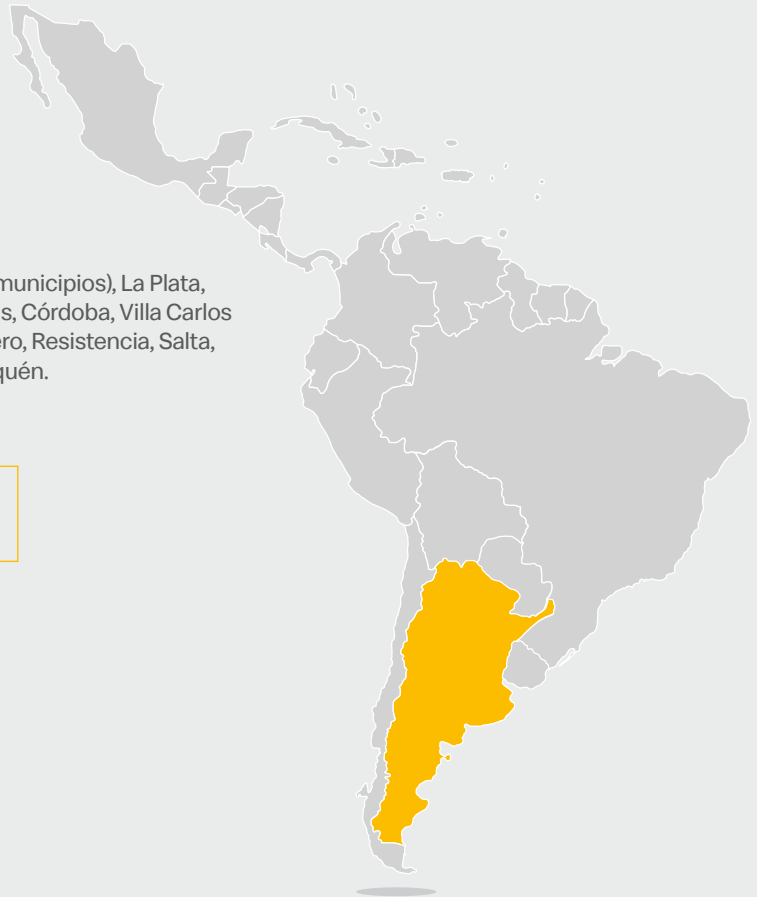 municipios), La Plata,
s, Córdoba, Villa Carlos
ero, Resistencia, Salta,
quén.